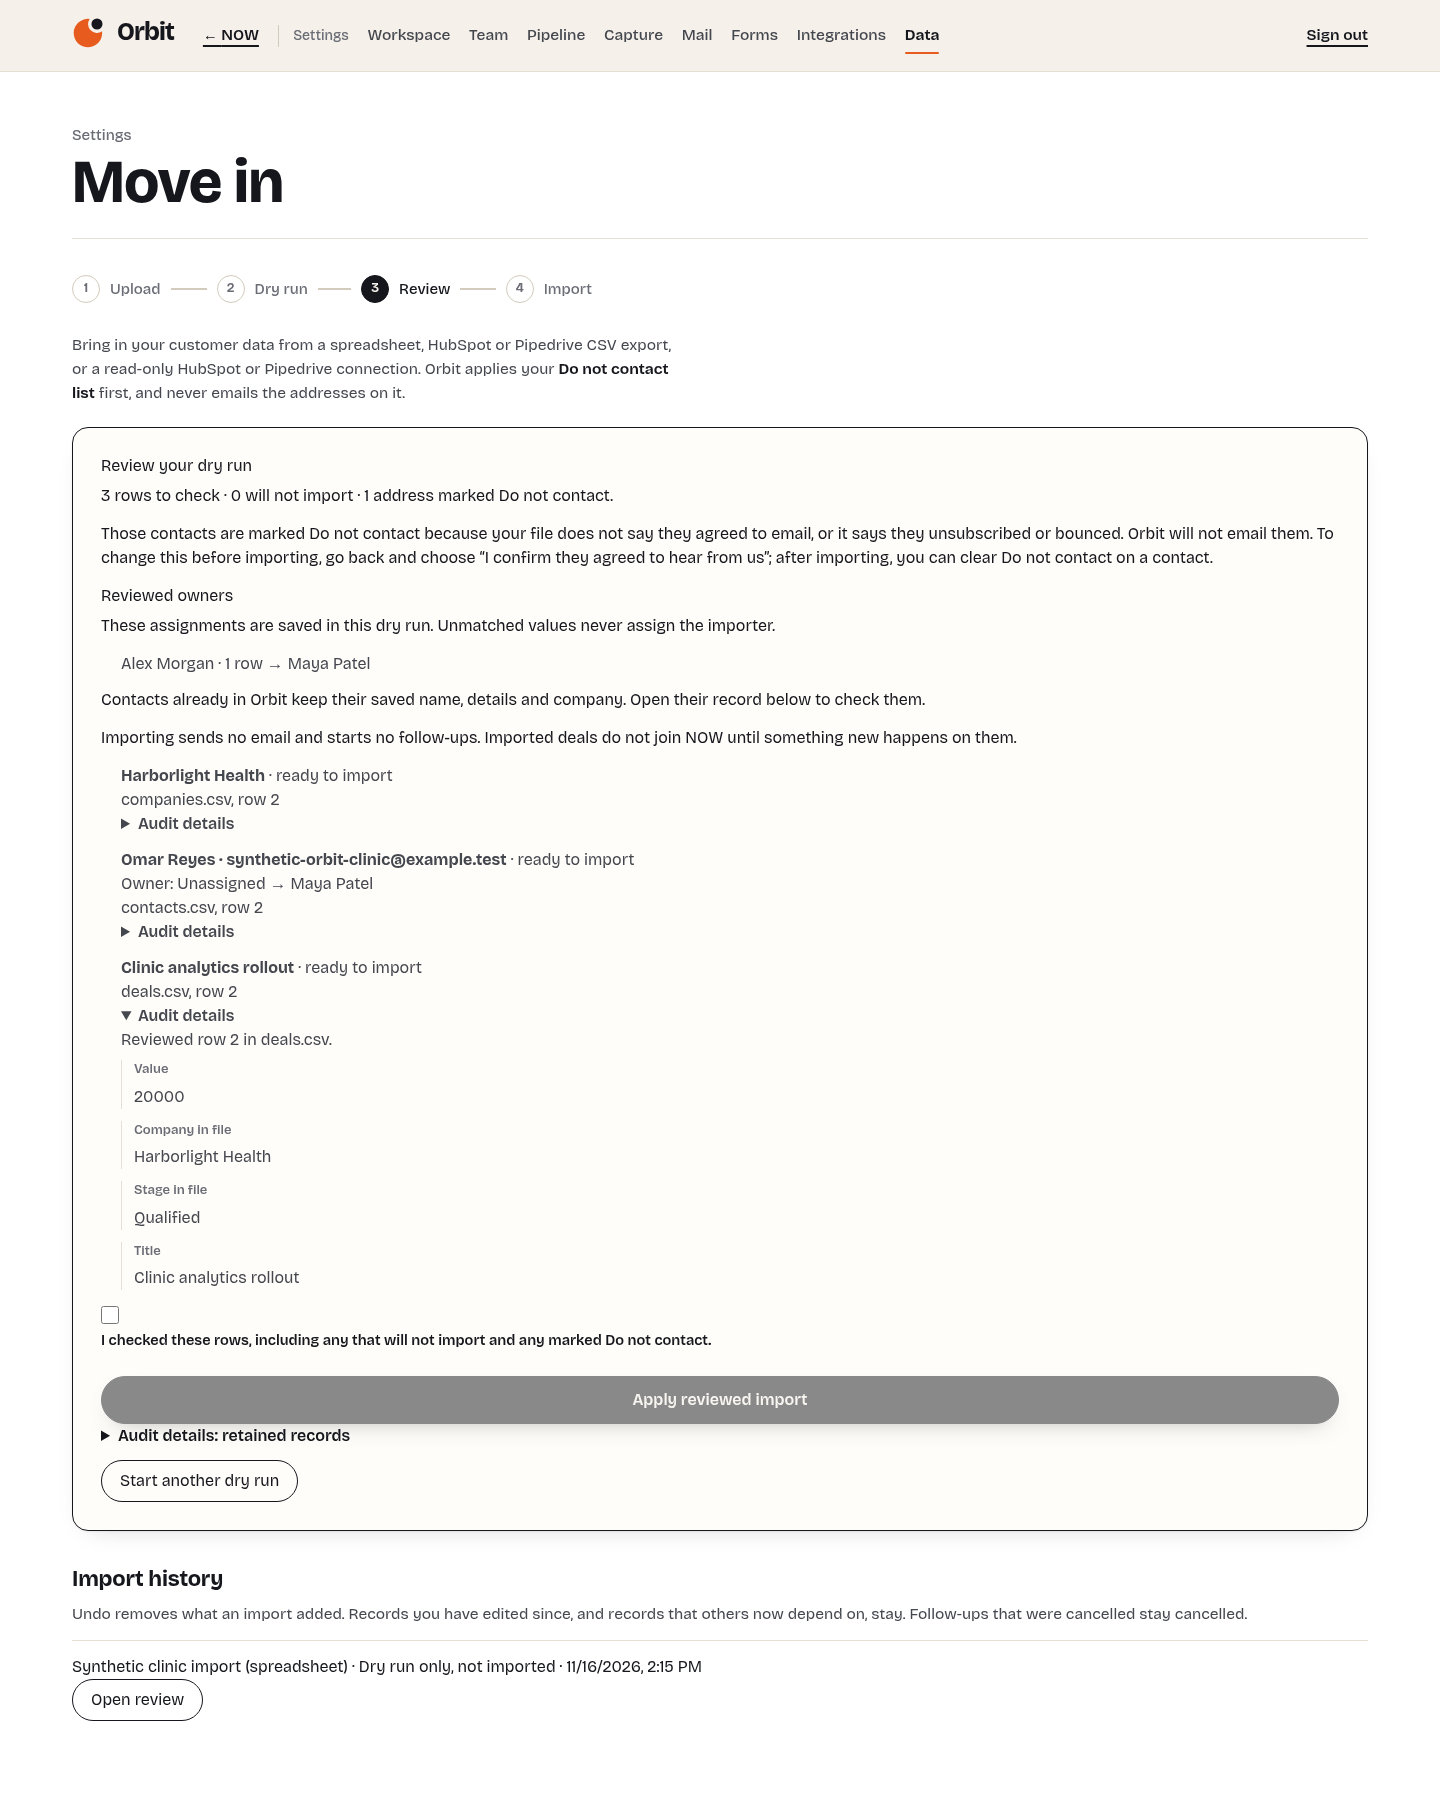 Orbit
← NOW
Settings
Workspace
Team
Pipeline
Capture
Mail
Forms
Integrations
Data
Sign out
Settings
Move in
1 Upload
2 Dry run
3 Review
4 Import
Bring in your customer data from a spreadsheet, HubSpot or Pipedrive CSV export,
or a read-only HubSpot or Pipedrive connection. Orbit applies your Do not contact
list first, and never emails the addresses on it.
Review your dry run
3 rows to check · 0 will not import · 1 address marked Do not contact.
Those contacts are marked Do not contact because your file does not say they agreed to email, or it says they unsubscribed or bounced. Orbit will not email them. To
change this before importing, go back and choose “I confirm they agreed to hear from us”; after importing, you can clear Do not contact on a contact.
Reviewed owners
These assignments are saved in this dry run. Unmatched values never assign the importer.
Alex Morgan · 1 row → Maya Patel
Contacts already in Orbit keep their saved name, details and company. Open their record below to check them.
Importing sends no email and starts no follow-ups. Imported deals do not join NOW until something new happens on them.
Harborlight Health · ready to import
companies.csv, row 2
▶ Audit details
Omar Reyes · synthetic-orbit-clinic@example.test · ready to import
Owner: Unassigned → Maya Patel
contacts.csv, row 2
▶ Audit details
Clinic analytics rollout · ready to import
deals.csv, row 2
▼ Audit details
Reviewed row 2 in deals.csv.
Value
20000
Company in file
Harborlight Health
Stage in file
Qualified
Title
Clinic analytics rollout
I checked these rows, including any that will not import and any marked Do not contact.
Apply reviewed import
▶ Audit details: retained records
Start another dry run
Import history
Undo removes what an import added. Records you have edited since, and records that others now depend on, stay. Follow-ups that were cancelled stay cancelled.
Synthetic clinic import (spreadsheet) · Dry run only, not imported · 11/16/2026, 2:15 PM
Open review